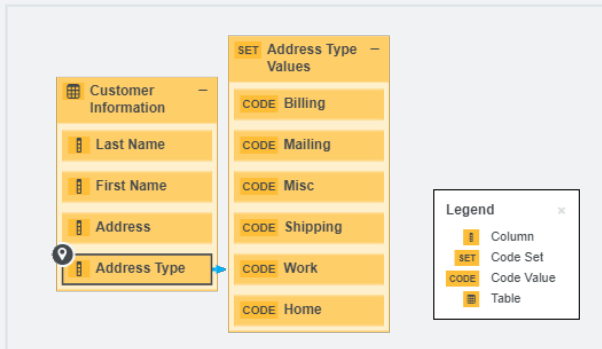 Customer
Information
Last Name
First Name
Address
Address Type
SET Address Type
Values
CODE Billing
CODE Mailing
CODE Misc
CODE Shipping
CODE Work
CODE Home
Legend
Column
SET Code Set
CODE Code Value
Table